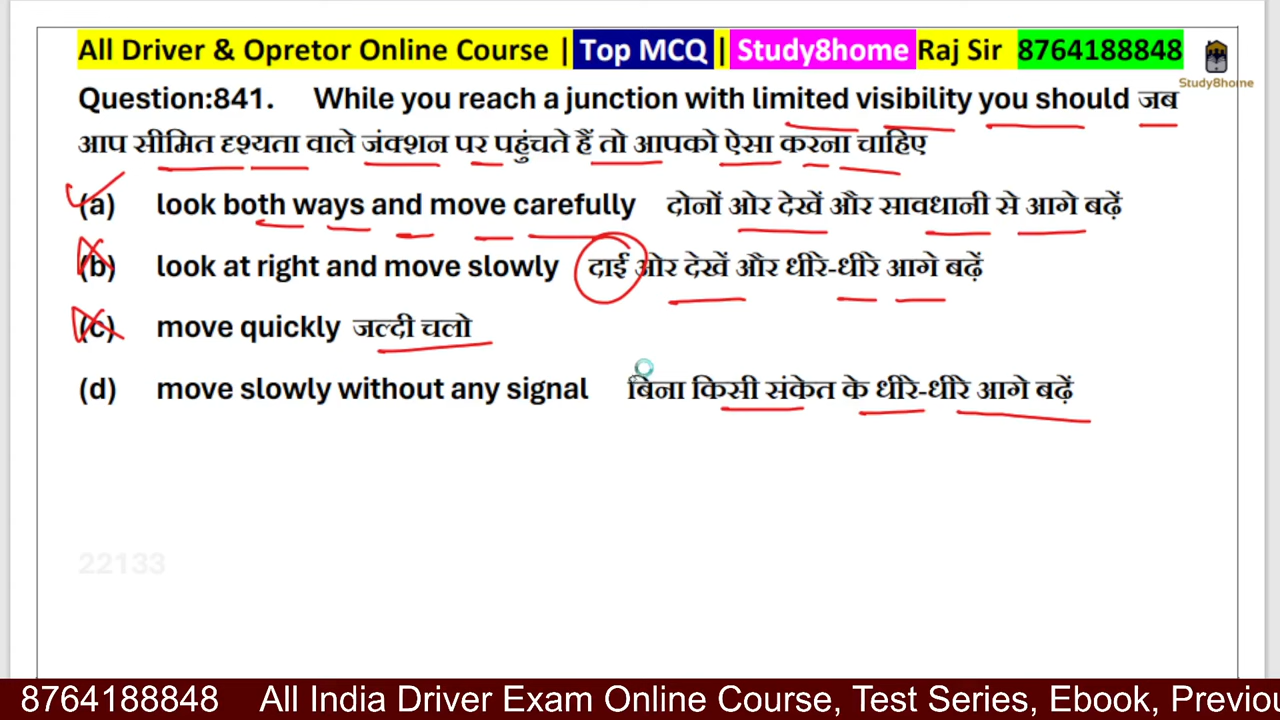 All Driver & Opretor Online Course | Top MCQ | Study8home Raj Sir 8764188848
Study8home
Question:841. While you reach a junction with limited visibility you should जब
आप सीमित दृश्यता वाले जंक्शन पर पहुंचते हैं तो आपको ऐसा करना चाहिए
(a) look both ways and move carefully दोनों ओर देखें और सावधानी से आगे बढ़ें
(b) look at right and move slowly दाईं ओर देखें और धीरे-धीरे आगे बढ़ें
(c) move quickly जल्दी चलो
(d) move slowly without any signal बिना किसी संकेत के धीरे-धीरे आगे बढ़ें
22133
8764188848 All India Driver Exam Online Course, Test Series, Ebook, Previou